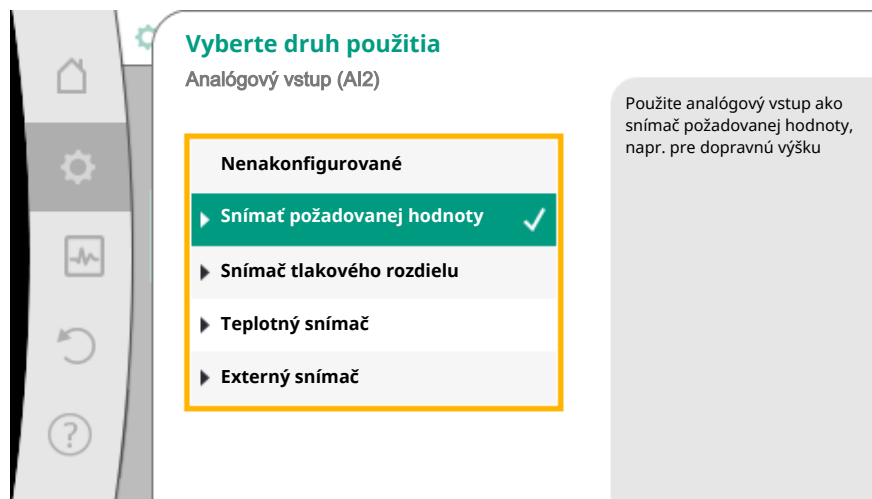 Vyberte druh použitia
Analógový vstup (AI2)
Nenakonfigurované
Snímať požadovanej hodnoty
Snímač tlakového rozdielu
Teplotný snímač
Externý snímač
Použite analógový vstup ako
snímač požadovanej hodnoty,
napr. pre dopravnú výšku
?